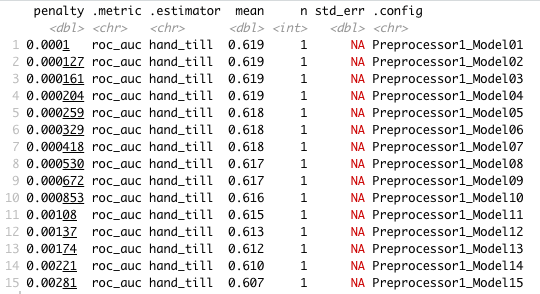 penalty .metric .estimator mean n std_err .config
<dbl> <chr> <chr> <dbl> <int> <dbl> <chr>
1 0.0001 roc_auc hand_till 0.619 1 NA Preprocessor1_Model01
2 0.000127 roc_auc hand_till 0.619 1 NA Preprocessor1_Model02
3 0.000161 roc_auc hand_till 0.619 1 NA Preprocessor1_Model03
4 0.000204 roc_auc hand_till 0.619 1 NA Preprocessor1_Model04
5 0.000259 roc_auc hand_till 0.618 1 NA Preprocessor1_Model05
6 0.000329 roc_auc hand_till 0.618 1 NA Preprocessor1_Model06
7 0.000418 roc_auc hand_till 0.618 1 NA Preprocessor1_Model07
8 0.000530 roc_auc hand_till 0.617 1 NA Preprocessor1_Model08
9 0.000672 roc_auc hand_till 0.617 1 NA Preprocessor1_Model09
10 0.000853 roc_auc hand_till 0.616 1 NA Preprocessor1_Model10
11 0.00108 roc_auc hand_till 0.615 1 NA Preprocessor1_Model11
12 0.00137 roc_auc hand_till 0.613 1 NA Preprocessor1_Model12
13 0.00174 roc_auc hand_till 0.612 1 NA Preprocessor1_Model13
14 0.00221 roc_auc hand_till 0.610 1 NA Preprocessor1_Model14
15 0.00281 roc_auc hand_till 0.607 1 NA Preprocessor1_Model15